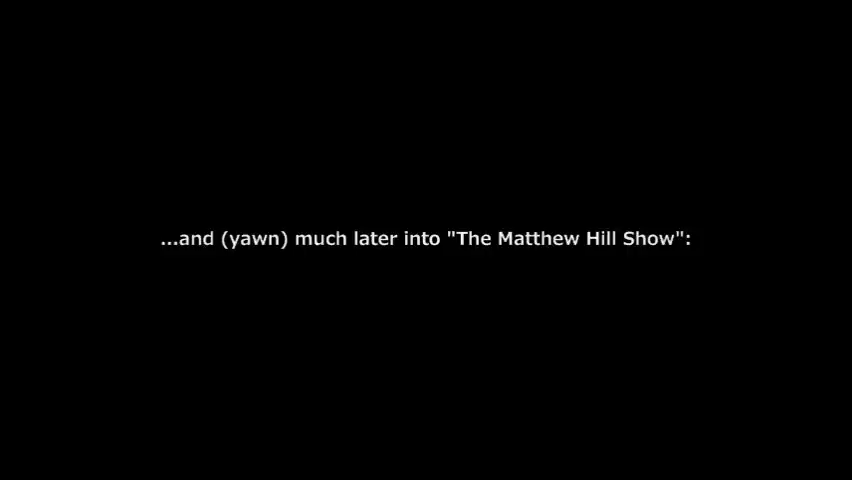 ...and (yawn) much later into "The Matthew Hill Show":